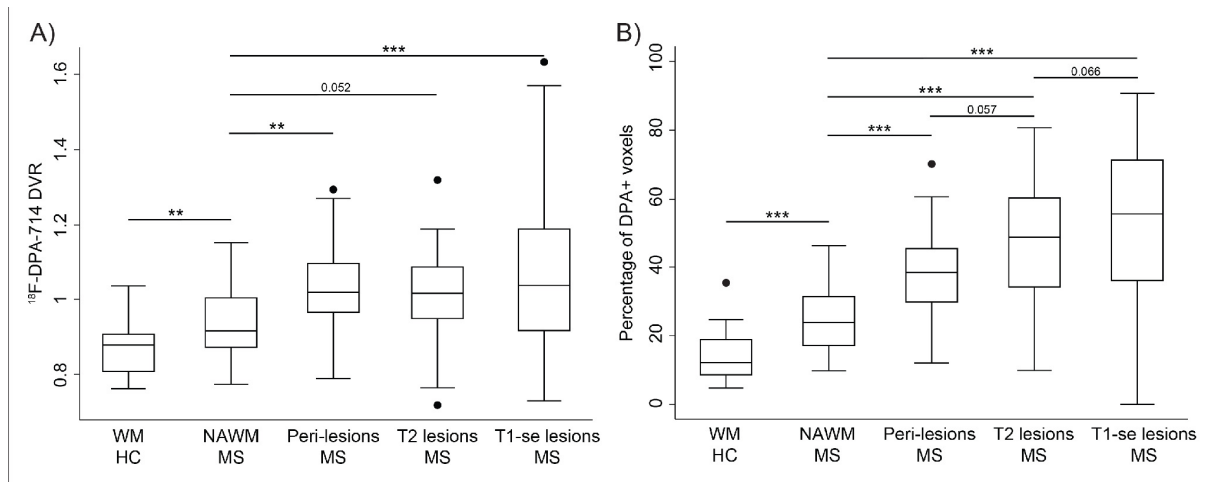 A)
***
0.052
**
**
¹⁸F-DPA-714 DVR
1.6
1.4
1.2
1
0.8
WM
HC
NAWM
MS
Peri-lesions
MS
T2 lesions
MS
T1-se lesions
MS
B)
***
0.066
***
0.057
***
***
Percentage of DPA+ voxels
100
80
60
40
20
0
WM
HC
NAWM
MS
Peri-lesions
MS
T2 lesions
MS
T1-se lesions
MS